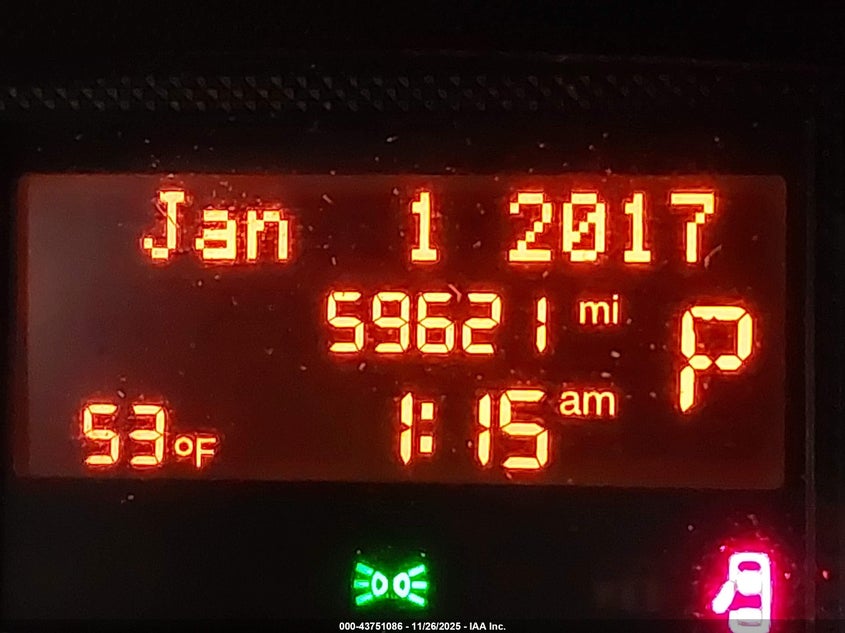 Jan 1 2017
59621 mi
P
53°F 1:15 am
000-43751086 - 11/26/2025 - IAA Inc.